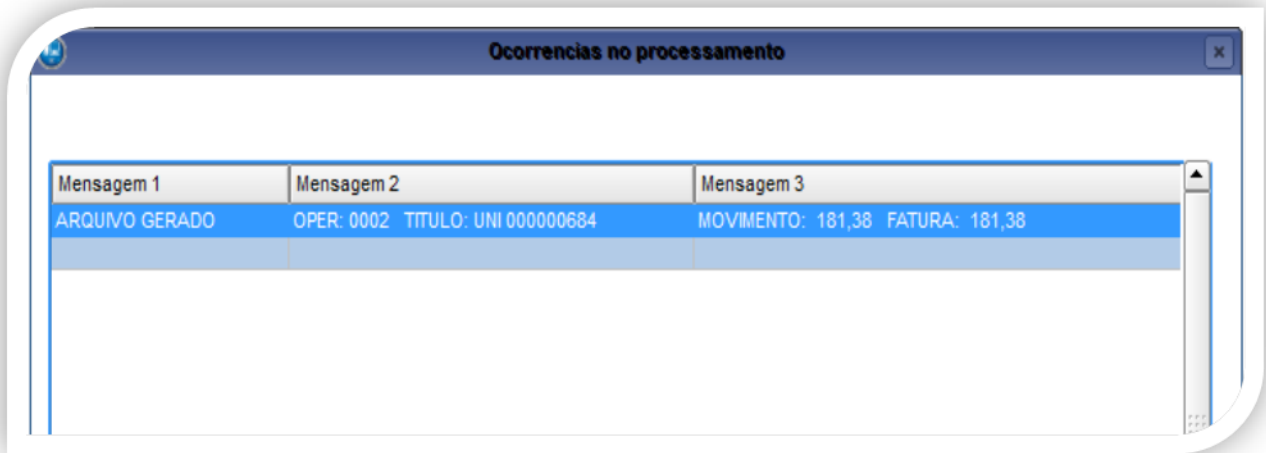 Ocorrencias no processamento
Mensagem 1 Mensagem 2 Mensagem 3
ARQUIVO GERADO OPER: 0002 TITULO: UNI 000000684 MOVIMENTO: 181,38 FATURA: 181,38